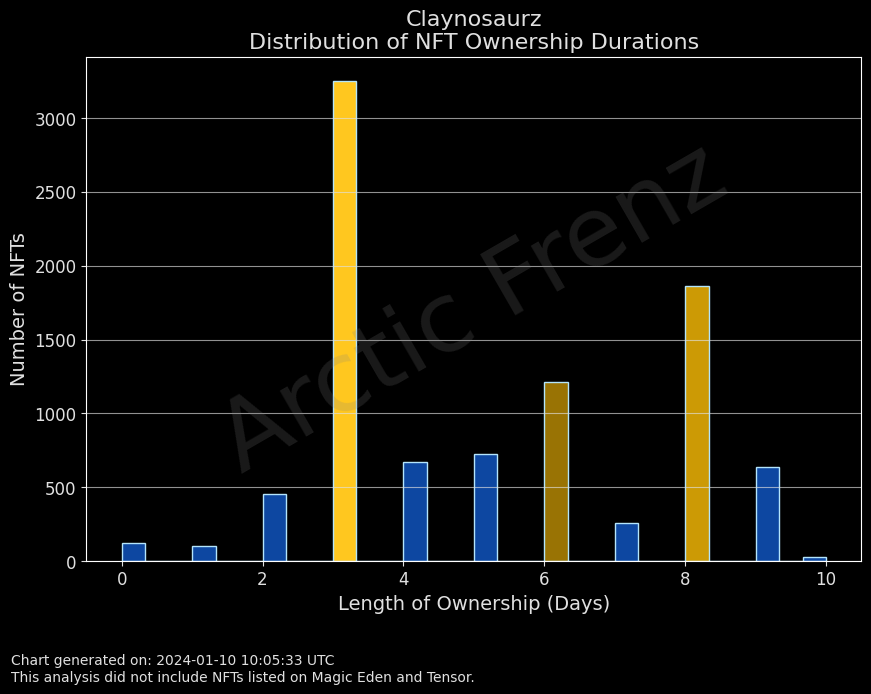 Claynosaurz
Distribution of NFT Ownership Durations
Number of NFTs
3000
2500
2000
1500
1000
500
0
Arctic Frenz
0 2 4 6 8 10
Length of Ownership (Days)
Chart generated on: 2024-01-10 10:05:33 UTC
This analysis did not include NFTs listed on Magic Eden and Tensor.